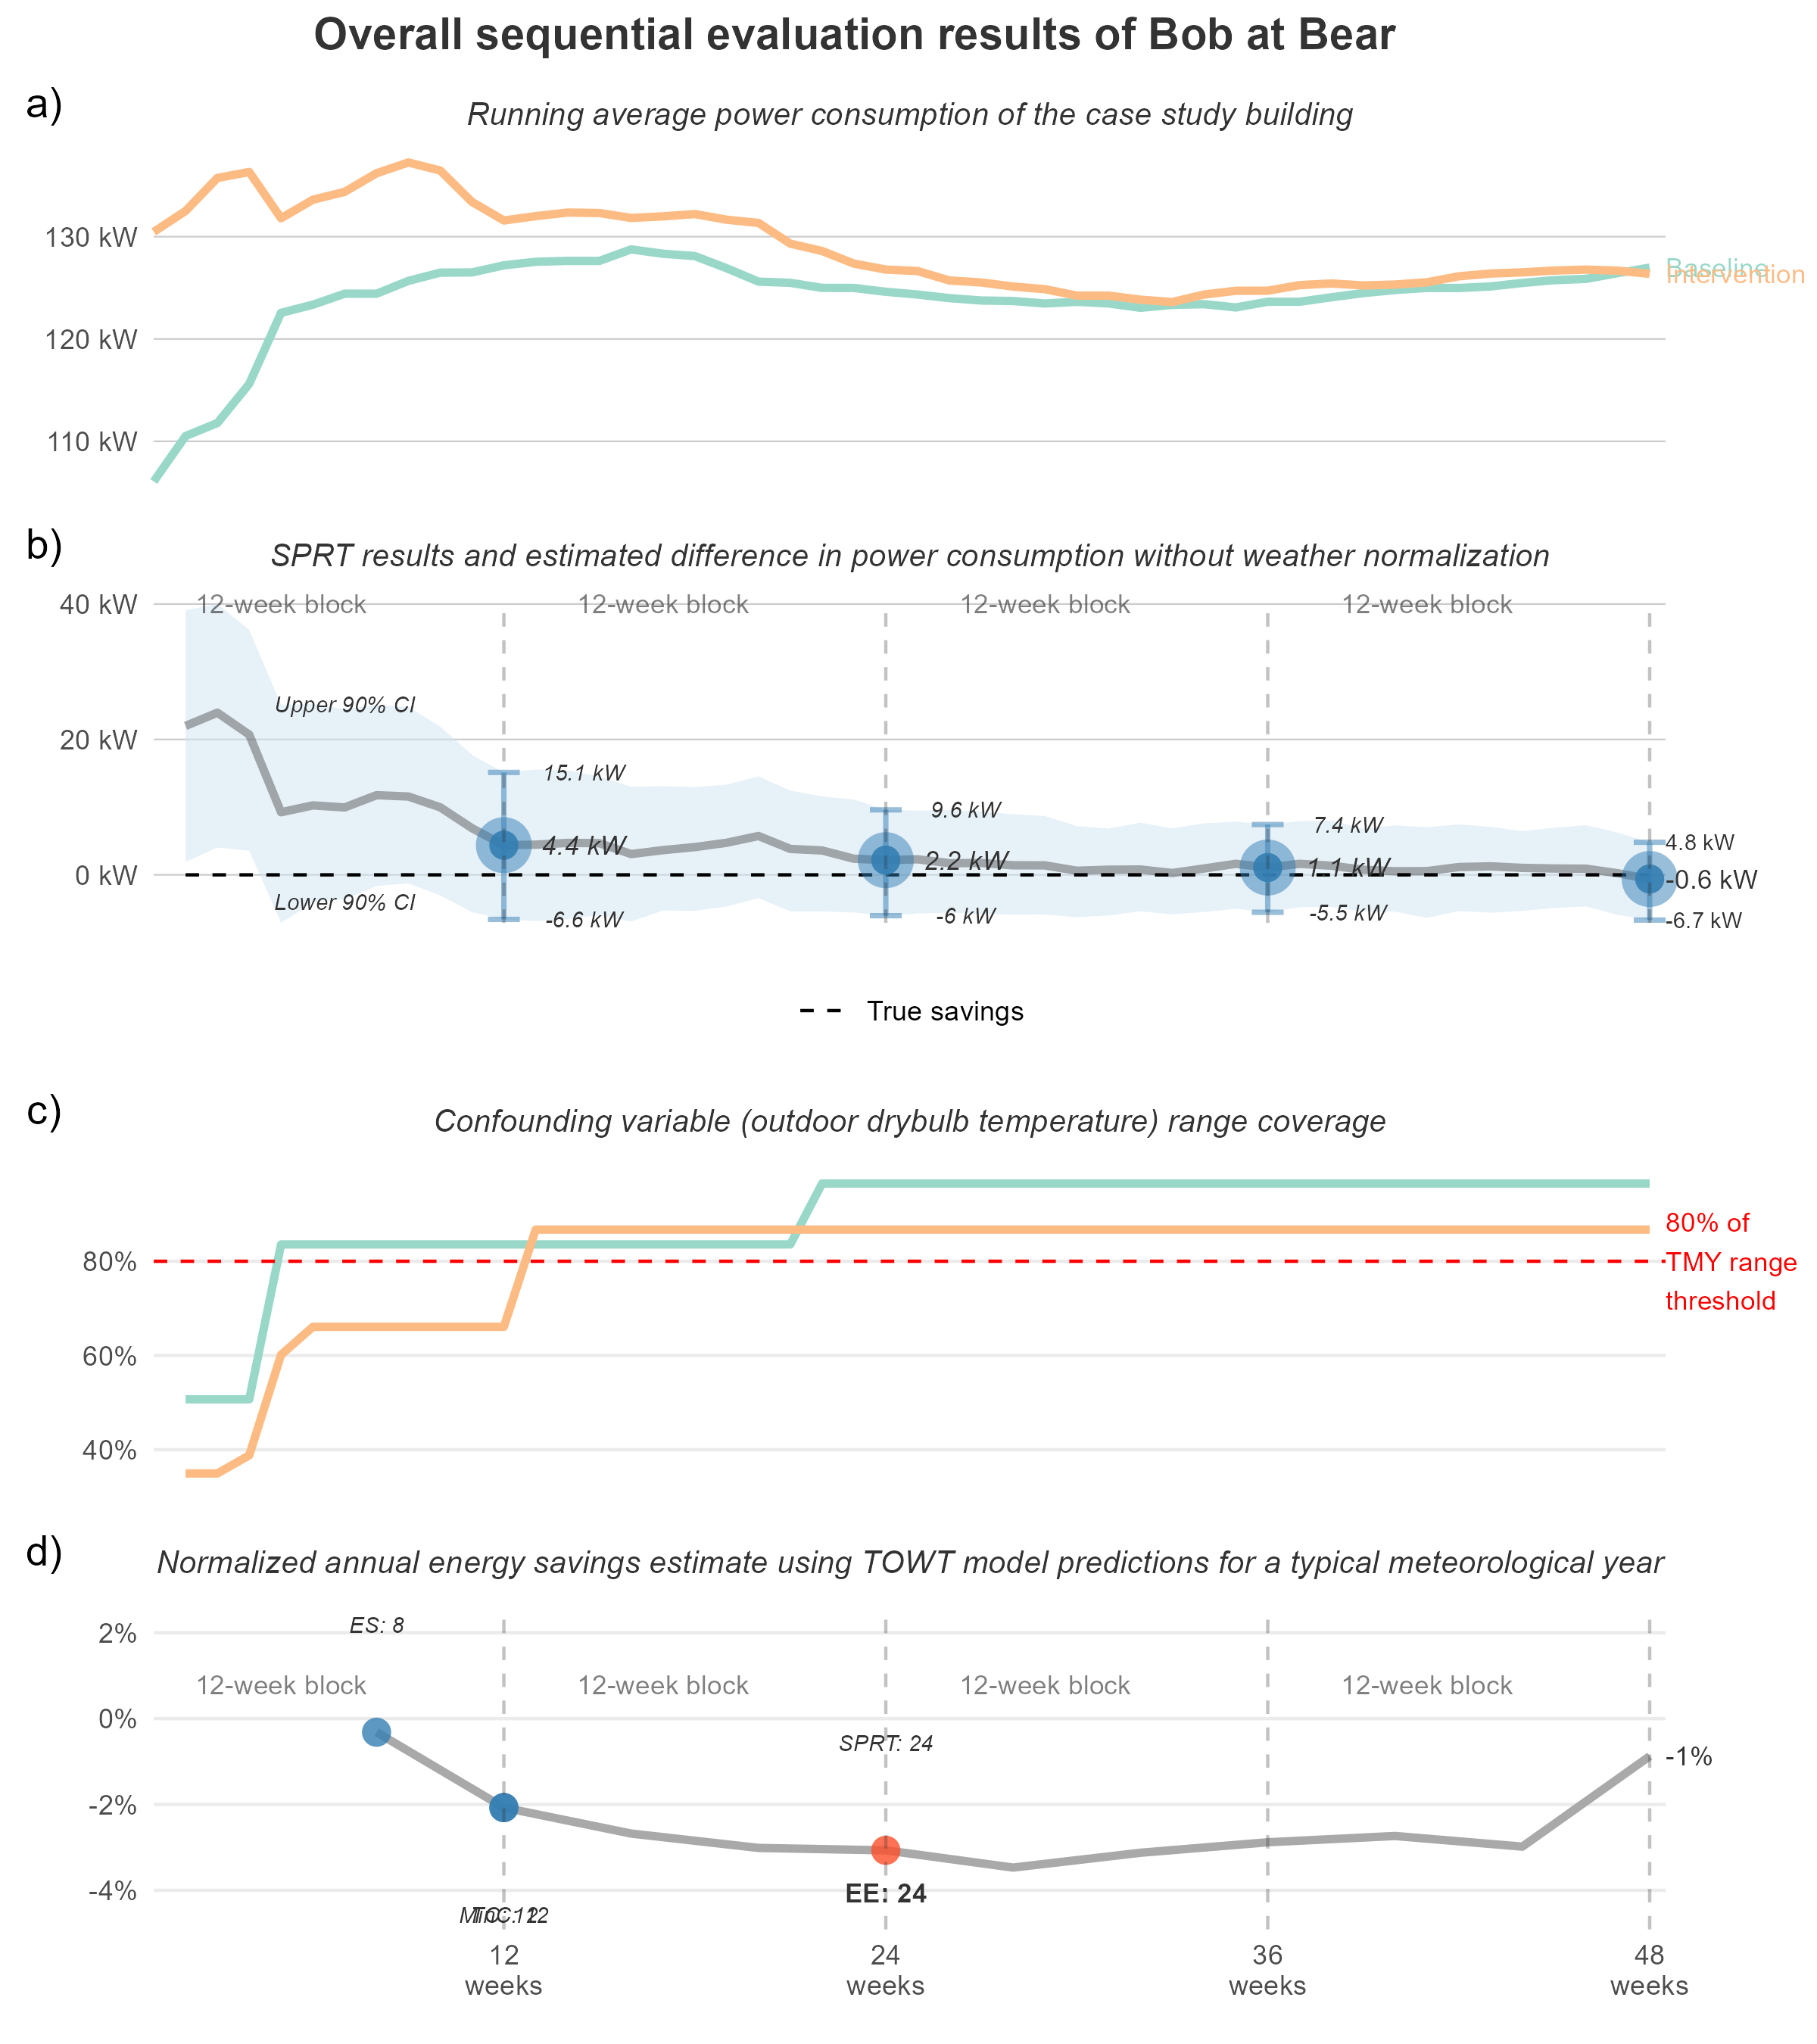 Overall sequential evaluation results of Bob at Bear
a)
Running average power consumption of the case study building
130 kW
120 kW
110 kW
Baseline
Intervention
b)
SPRT results and estimated difference in power consumption without weather normalization
40 kW
20 kW
0 kW
12-week block
12-week block
12-week block
12-week block
Upper 90% CI
Lower 90% CI
15.1 kW
4.4 kW
-6.6 kW
9.6 kW
2.2 kW
-6 kW
7.4 kW
1.1 kW
-5.5 kW
4.8 kW
-0.6 kW
-6.7 kW
True savings
c)
Confounding variable (outdoor drybulb temperature) range coverage
80%
60%
40%
80% of
TMY range
threshold
d)
Normalized annual energy savings estimate using TOWT model predictions for a typical meteorological year
2%
0%
-2%
-4%
ES: 8
12-week block
12-week block
12-week block
12-week block
SPRT: 24
-1%
EE: 24
12
weeks
24
weeks
36
weeks
48
weeks